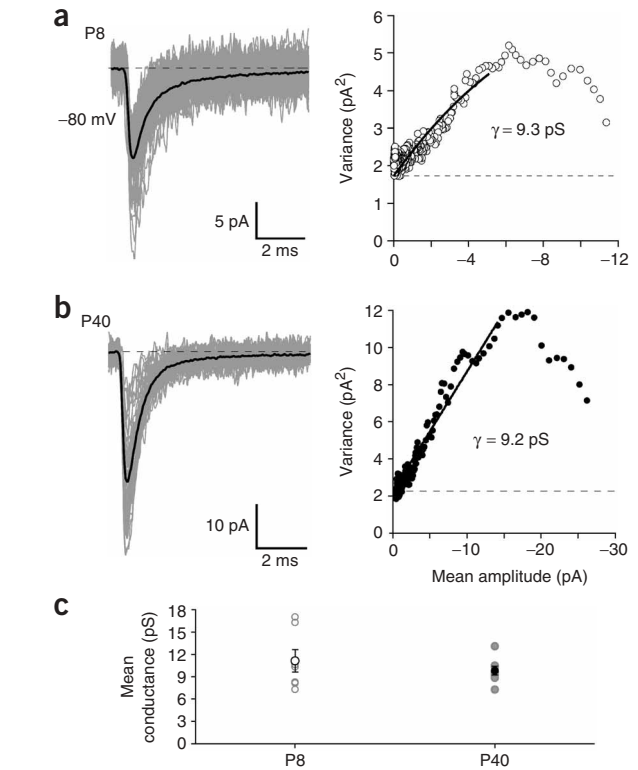 a
P8
−80 mV
5 pA
2 ms
Variance (pA2)
6
5
4
3
2
1
0
γ = 9.3 pS
0 −4 −8 −12
b
P40
10 pA
2 ms
Variance (pA2)
12
10
8
6
4
2
0
γ = 9.2 pS
0 −10 −20 −30
Mean amplitude (pA)
c
Mean
conductance (pS)
18
15
12
9
6
3
0
P8 P40